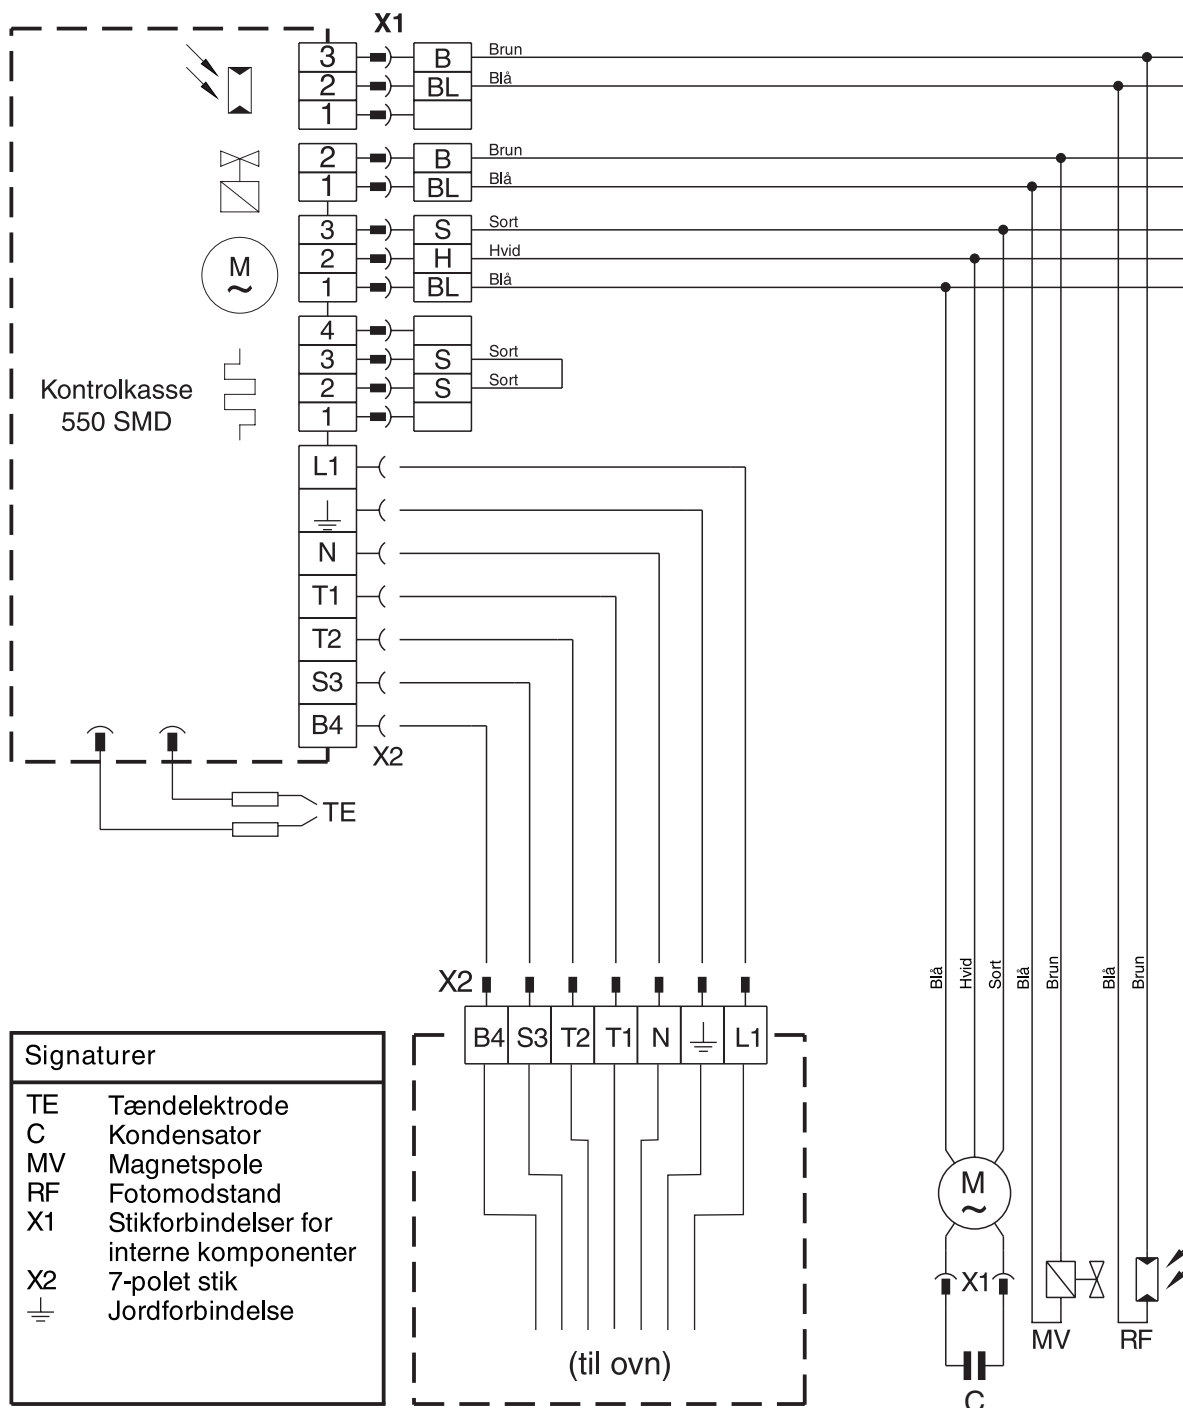 X1
3 B Brun
2 BL Blå
1
2 B Brun
1 BL Blå
3 S Sort
2 H Hvid
1 BL Blå
M
~
4
3 S Sort
2 S Sort
1
Kontrolkasse
550 SMD
L1
N
T1
T2
S3
B4
X2
TE
Blå Hvid Sort Blå Brun Blå Brun
X2
B4 S3 T2 T1 N L1
(til ovn)
M
~
X1
MV
RF
C
Signaturer
TE Tændelektrode
C Kondensator
MV Magnetspole
RF Fotomodstand
X1 Stikforbindelser for
interne komponenter
X2 7-polet stik
Jordforbindelse